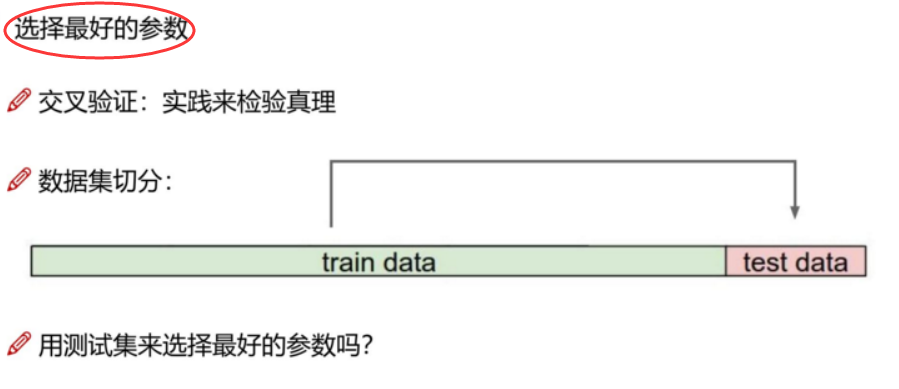 选择最好的参数
交叉验证：实践来检验真理
数据集切分：
train data
test data
用测试集来选择最好的参数吗？